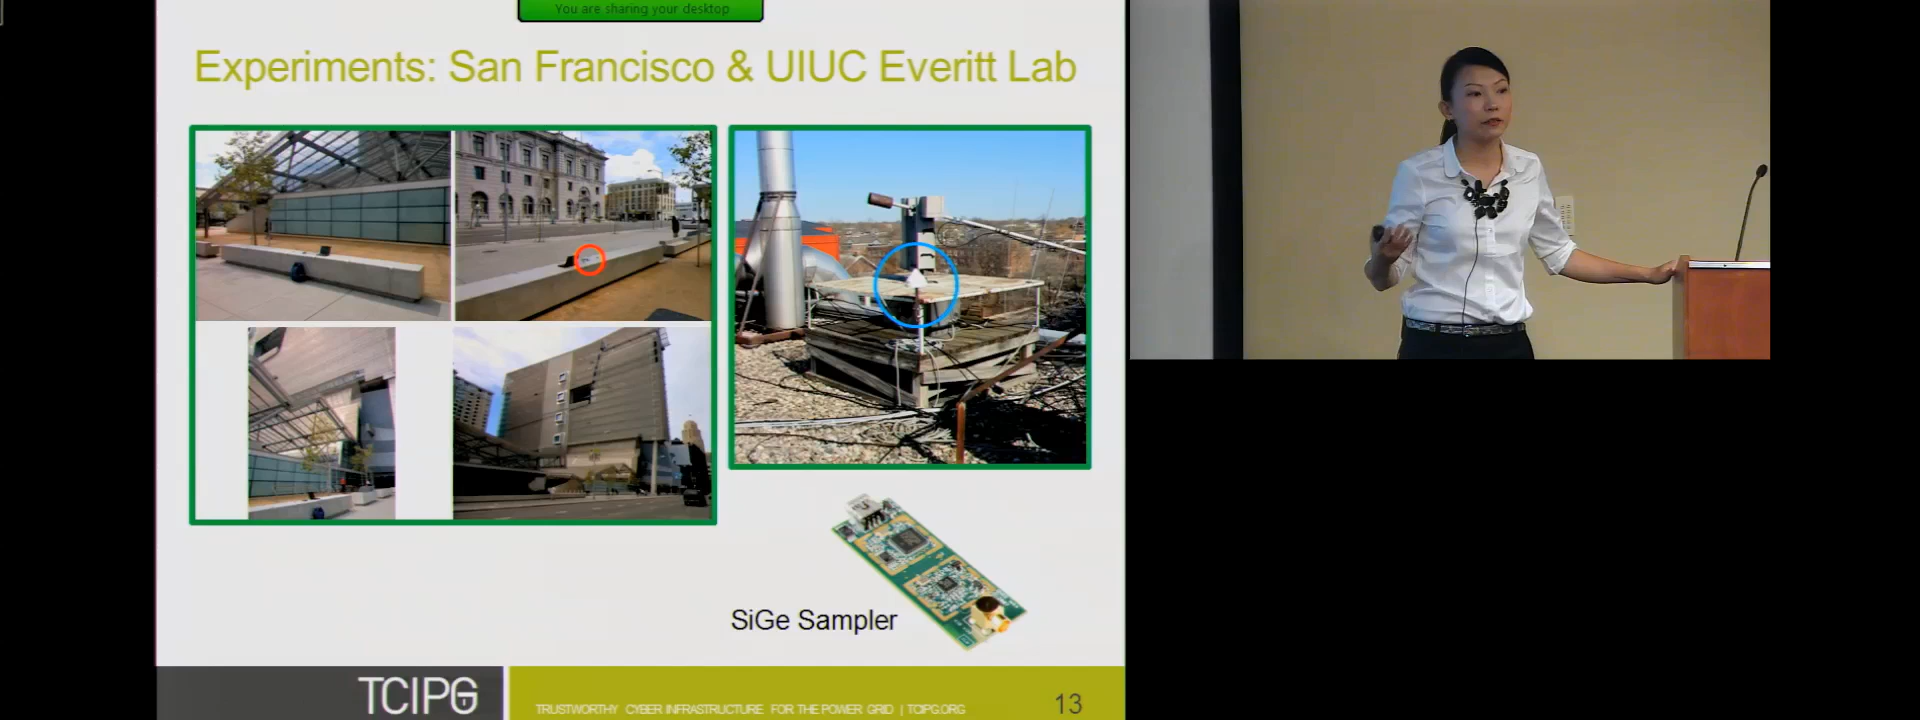 You are sharing your desktop
Experiments: San Francisco & UIUC Everitt Lab
SiGe Sampler
TCIPG
TRUSTWORTHY CYBER INFRASTRUCTURE FOR THE POWER GRID | TCIPG.ORG
13